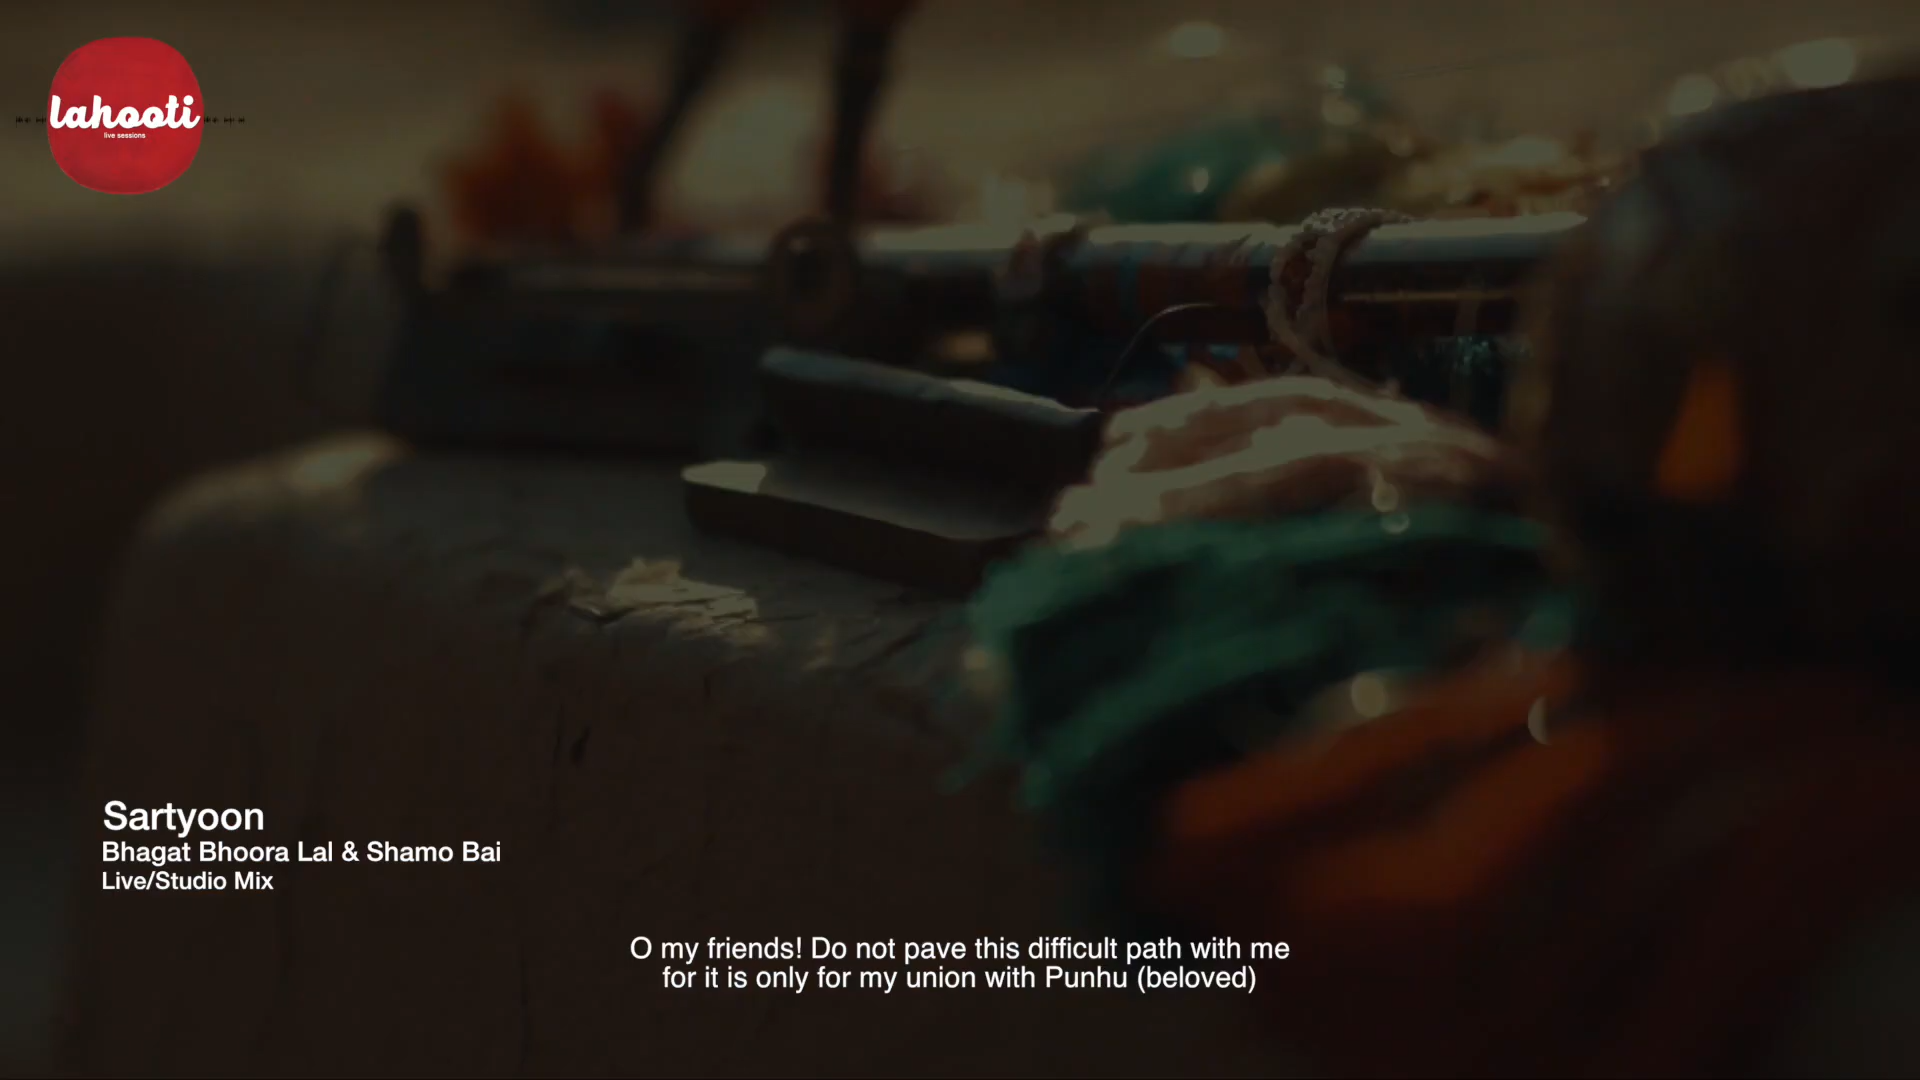 lahooti
live sessions
Sartyoon
Bhagat Bhoora Lal & Shamo Bai
Live/Studio Mix
O my friends! Do not pave this difficult path with me
for it is only for my union with Punhu (beloved)